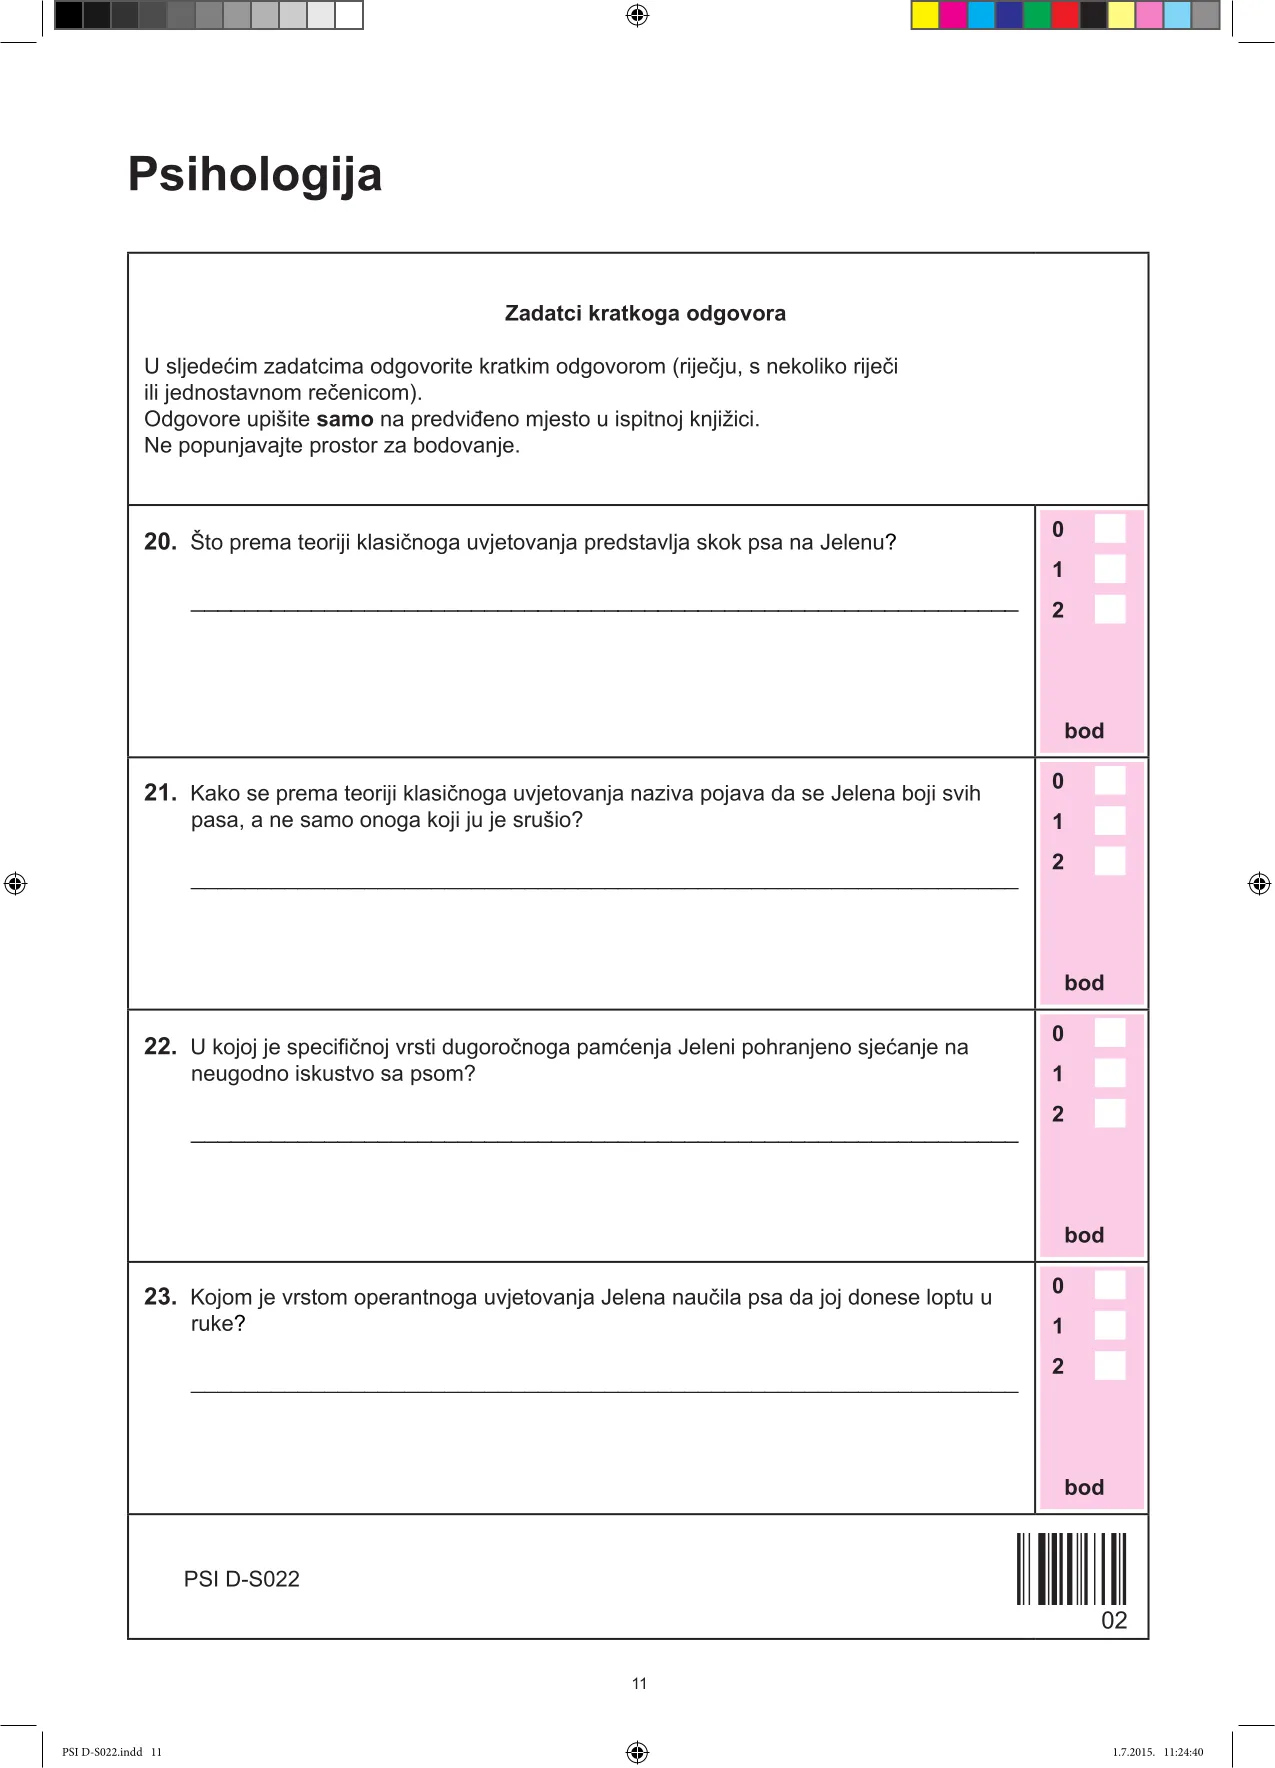 Psihologija
Zadatci kratkoga odgovora
U sljedećim zadatcima odgovorite kratkim odgovorom (riječju, s nekoliko riječi
ili jednostavnom rečenicom).
Odgovore upišite samo na predviđeno mjesto u ispitnoj knjižici.
Ne popunjavajte prostor za bodovanje.
20. Što prema teoriji klasičnoga uvjetovanja predstavlja skok psa na Jelenu?
0
1
2
bod
21. Kako se prema teoriji klasičnoga uvjetovanja naziva pojava da se Jelena boji svih
pasa, a ne samo onoga koji ju je srušio?
0
1
2
bod
22. U kojoj je specifičnoj vrsti dugoročnoga pamćenja Jeleni pohranjeno sjećanje na
neugodno iskustvo sa psom?
0
1
2
bod
23. Kojom je vrstom operantnoga uvjetovanja Jelena naučila psa da joj donese loptu u
ruke?
0
1
2
bod
PSI D-S022
02
11
PSI D-S022.indd 11
1.7.2015. 11:24:40